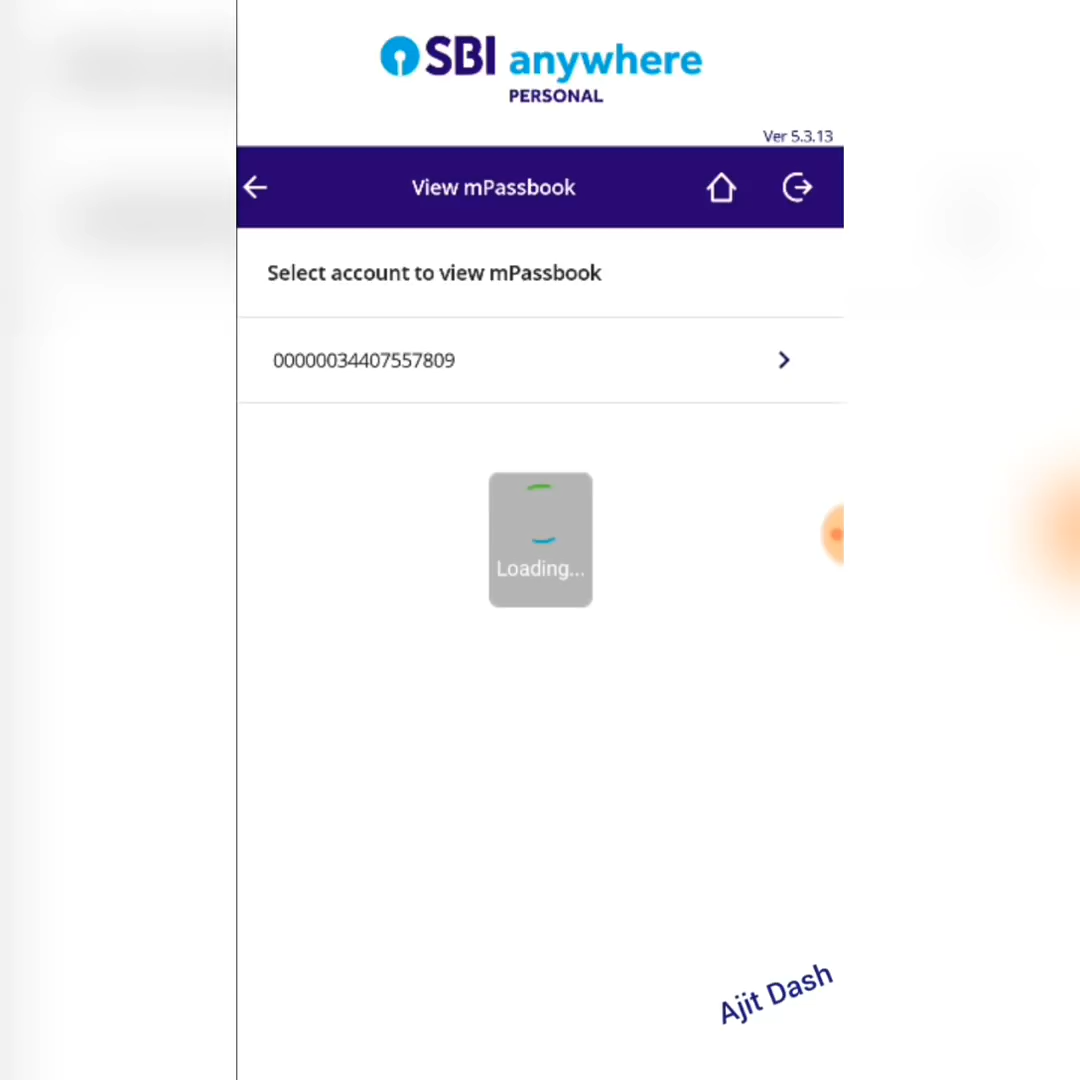 SBI anywhere
PERSONAL
Ver 5.3.13
View mPassbook
Select account to view mPassbook
00000034407557809
Loading...
Ajit Dash